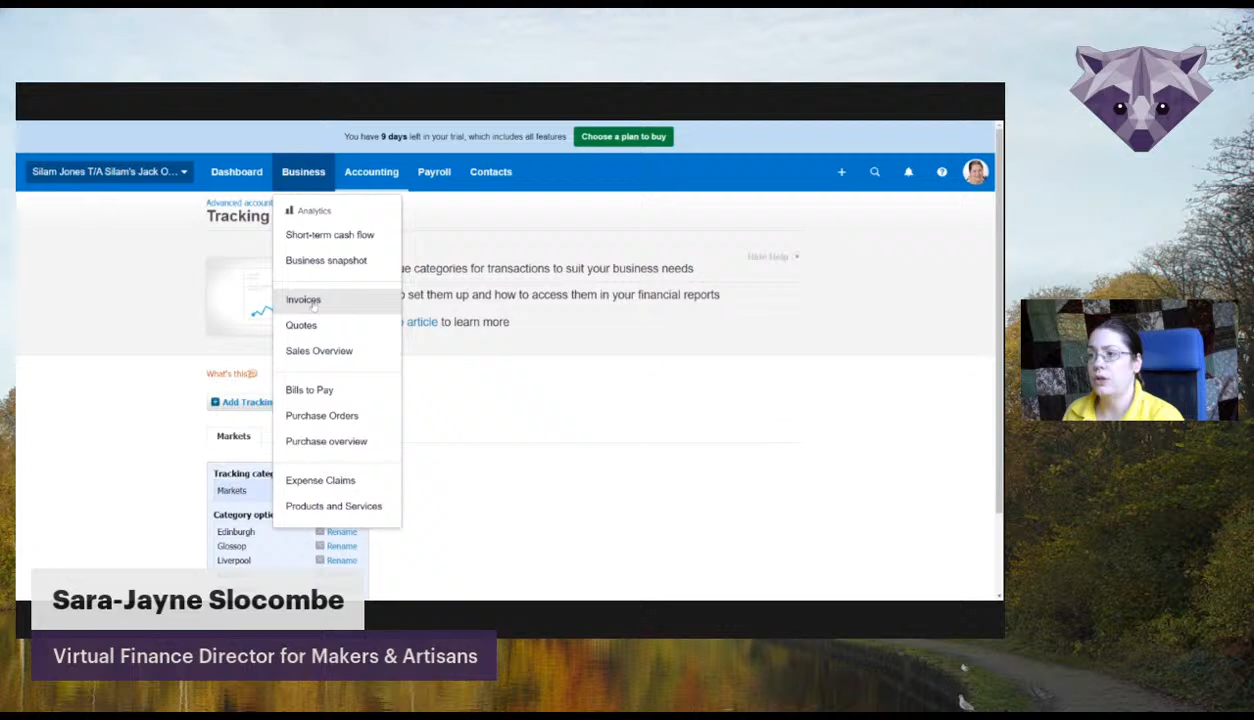 You have 9 days left in your trial, which includes all features Choose a plan to buy
Silam Jones T/A Silam's Jack O... Dashboard Business Accounting Payroll Contacts
Advanced account
Tracking
Analytics
Short-term cash flow
Business snapshot
Invoices
Quotes
Sales Overview
Bills to Pay
Purchase Orders
Purchase overview
Expense Claims
Products and Services
Hide Help
ue categories for transactions to suit your business needs
o set them up and how to access them in your financial reports
article to learn more
What's this?
Add Trackin
Markets
Tracking cate
Markets
Category optio
Edinburgh Rename
Glossop Rename
Liverpool Rename
Sara-Jayne Slocombe
Virtual Finance Director for Makers & Artisans